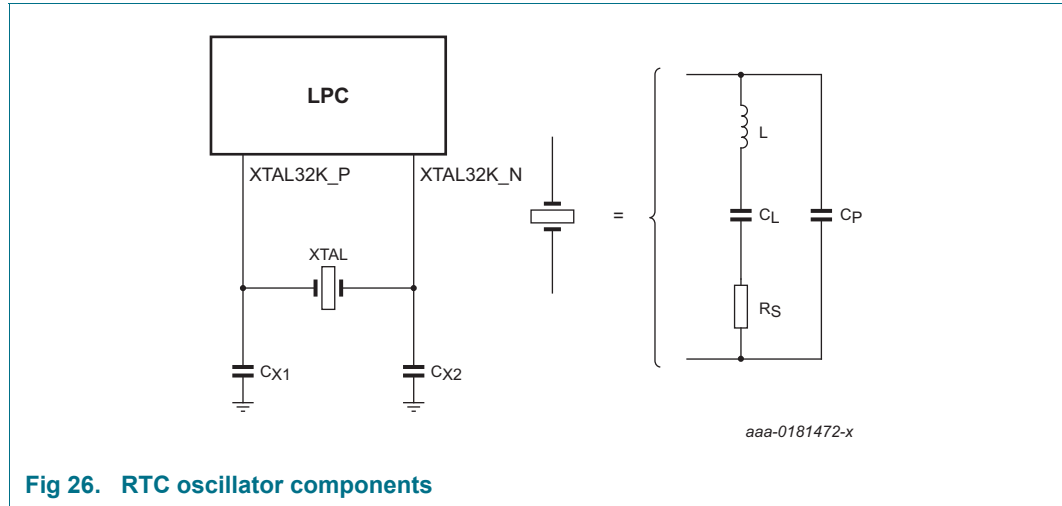 LPC
XTAL32K_P
XTAL32K_N
XTAL
CX1
CX2
=
L
CL
CP
RS
aaa-0181472-x
Fig 26. RTC oscillator components